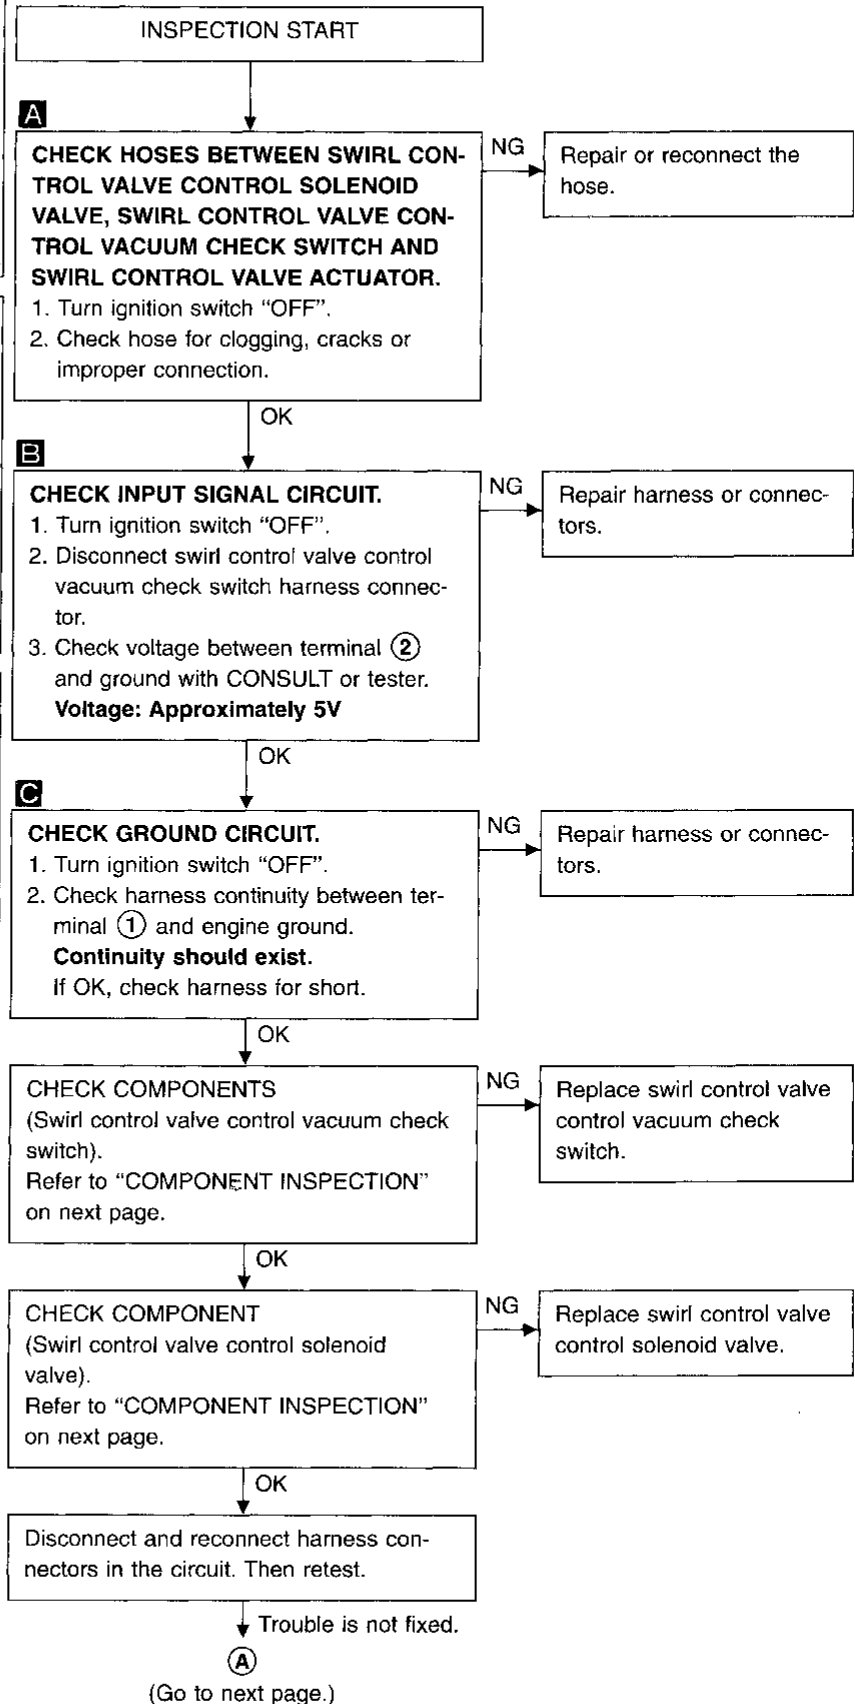 INSPECTION START
A
CHECK HOSES BETWEEN SWIRL CON-
TROL VALVE CONTROL SOLENOID
VALVE, SWIRL CONTROL VALVE CON-
TROL VACUUM CHECK SWITCH AND
SWIRL CONTROL VALVE ACTUATOR.
1. Turn ignition switch “OFF”.
2. Check hose for clogging, cracks or
improper connection.
NG
Repair or reconnect the
hose.
OK
B
CHECK INPUT SIGNAL CIRCUIT.
1. Turn ignition switch “OFF”.
2. Disconnect swirl control valve control
vacuum check switch harness connec-
tor.
3. Check voltage between terminal ②
and ground with CONSULT or tester.
Voltage: Approximately 5V
NG
Repair harness or connec-
tors.
OK
C
CHECK GROUND CIRCUIT.
1. Turn ignition switch “OFF”.
2. Check harness continuity between ter-
minal ① and engine ground.
Continuity should exist.
If OK, check harness for short.
NG
Repair harness or connec-
tors.
OK
CHECK COMPONENTS
(Swirl control valve control vacuum check
switch).
Refer to “COMPONENT INSPECTION”
on next page.
NG
Replace swirl control valve
control vacuum check
switch.
OK
CHECK COMPONENT
(Swirl control valve control solenoid
valve).
Refer to “COMPONENT INSPECTION”
on next page.
NG
Replace swirl control valve
control solenoid valve.
OK
Disconnect and reconnect harness con-
nectors in the circuit. Then retest.
Trouble is not fixed.
Ⓐ
(Go to next page.)